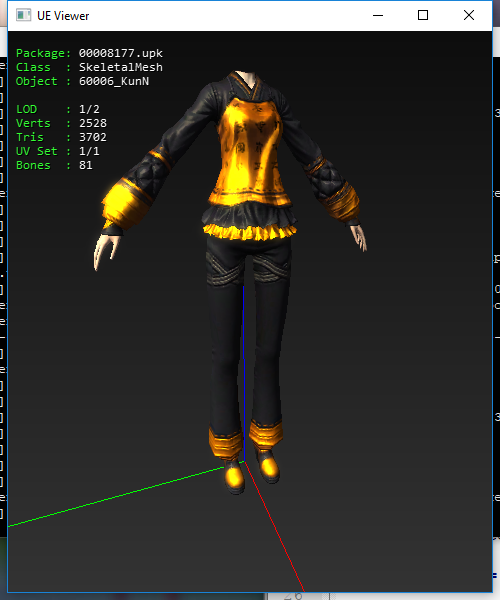 UE Viewer
Package: 00008177.upk
Class : SkeletalMesh
Object : 60006_KunN
LOD : 1/2
Verts : 2528
Tris : 3702
UV Set : 1/1
Bones : 81